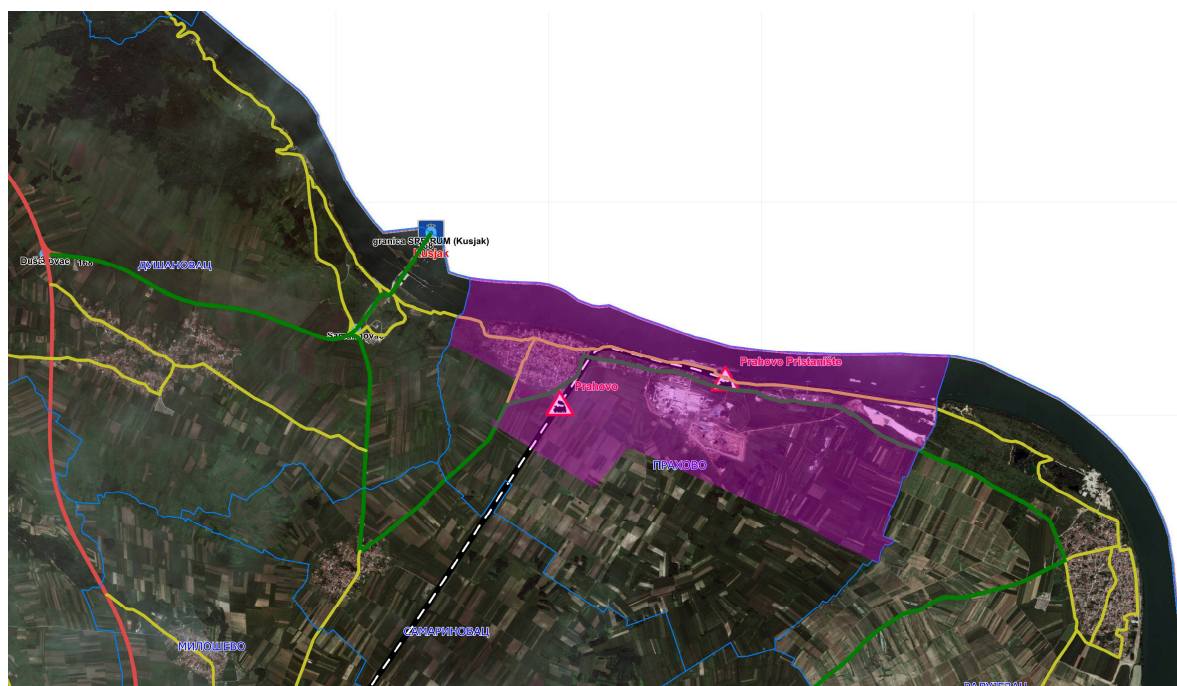 granica SRB-RUM (Kusjak)
Kusjak
ДУШАНОВАЦ
Prahovo Pristanište
Prahovo
ПРАХОВО
САМАРИНОВАЦ
МИЛОШЕВО